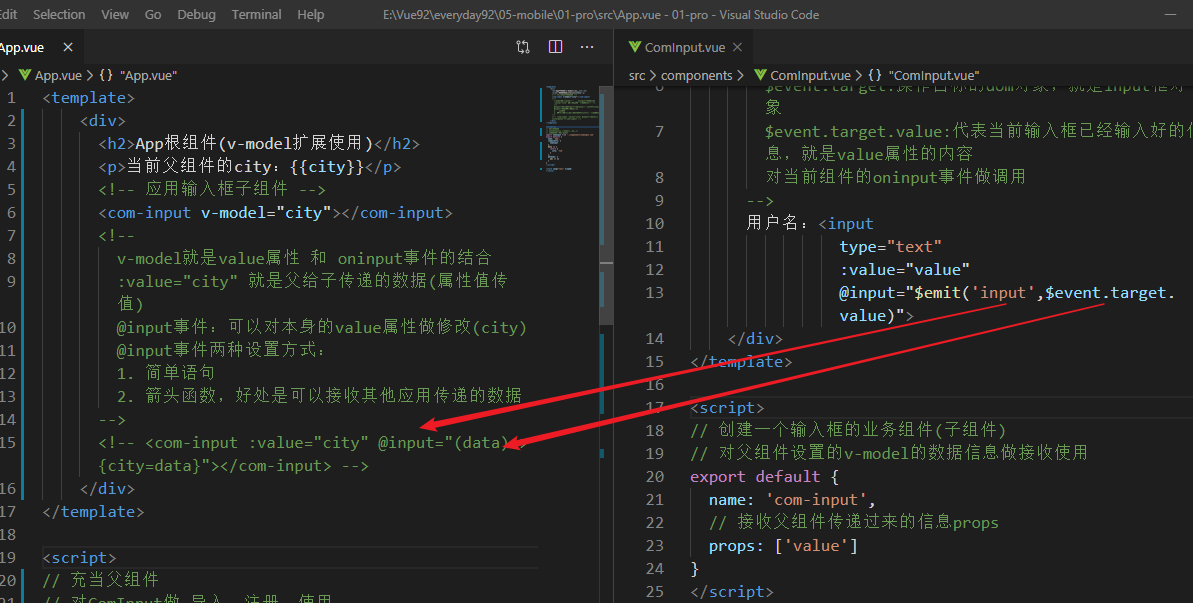 Edit Selection View Go Debug Terminal Help E:\Vue92\everyday92\05-mobile\01-pro\src\App.vue - 01-pro - Visual Studio Code
App.vue ×
App.vue > {} "App.vue"
1 <template>
2 <div>
3 <h2>App根组件(v-model扩展使用)</h2>
4 <p>当前父组件的city：{{city}}</p>
5 <!-- 应用输入框子组件 -->
6 <com-input v-model="city"></com-input>
7 <!--
8 v-model就是value属性 和 oninput事件的结合
9 :value="city" 就是父给子传递的数据(属性值传
值)
10 @input事件：可以对本身的value属性做修改(city)
11 @input事件两种设置方式：
12 1. 简单语句
13 2. 箭头函数，好处是可以接收其他应用传递的数据
14 -->
15 <!-- <com-input :value="city" @input="(data)
{city=data}"></com-input> -->
16 </div>
17 </template>
18
19 <script>
20 // 充当父组件
21 // 对ComInput做 导入、注册、使用
ComInput.vue ×
src > components > ComInput.vue > {} "ComInput.vue"
6 $event.target:操作目标的dom对象，就是input框对
象
7 $event.target.value:代表当前输入框已经输入好的信
息，就是value属性的内容
8 对当前组件的oninput事件做调用
9 -->
10 用户名：<input
11 type="text"
12 :value="value"
13 @input="$emit('input',$event.target.
value)">
14 </div>
15 </template>
16
17 <script>
18 // 创建一个输入框的业务组件(子组件)
19 // 对父组件设置的v-model的数据信息做接收使用
20 export default {
21 name: 'com-input',
22 // 接收父组件传递过来的信息props
23 props: ['value']
24 }
25 </script>